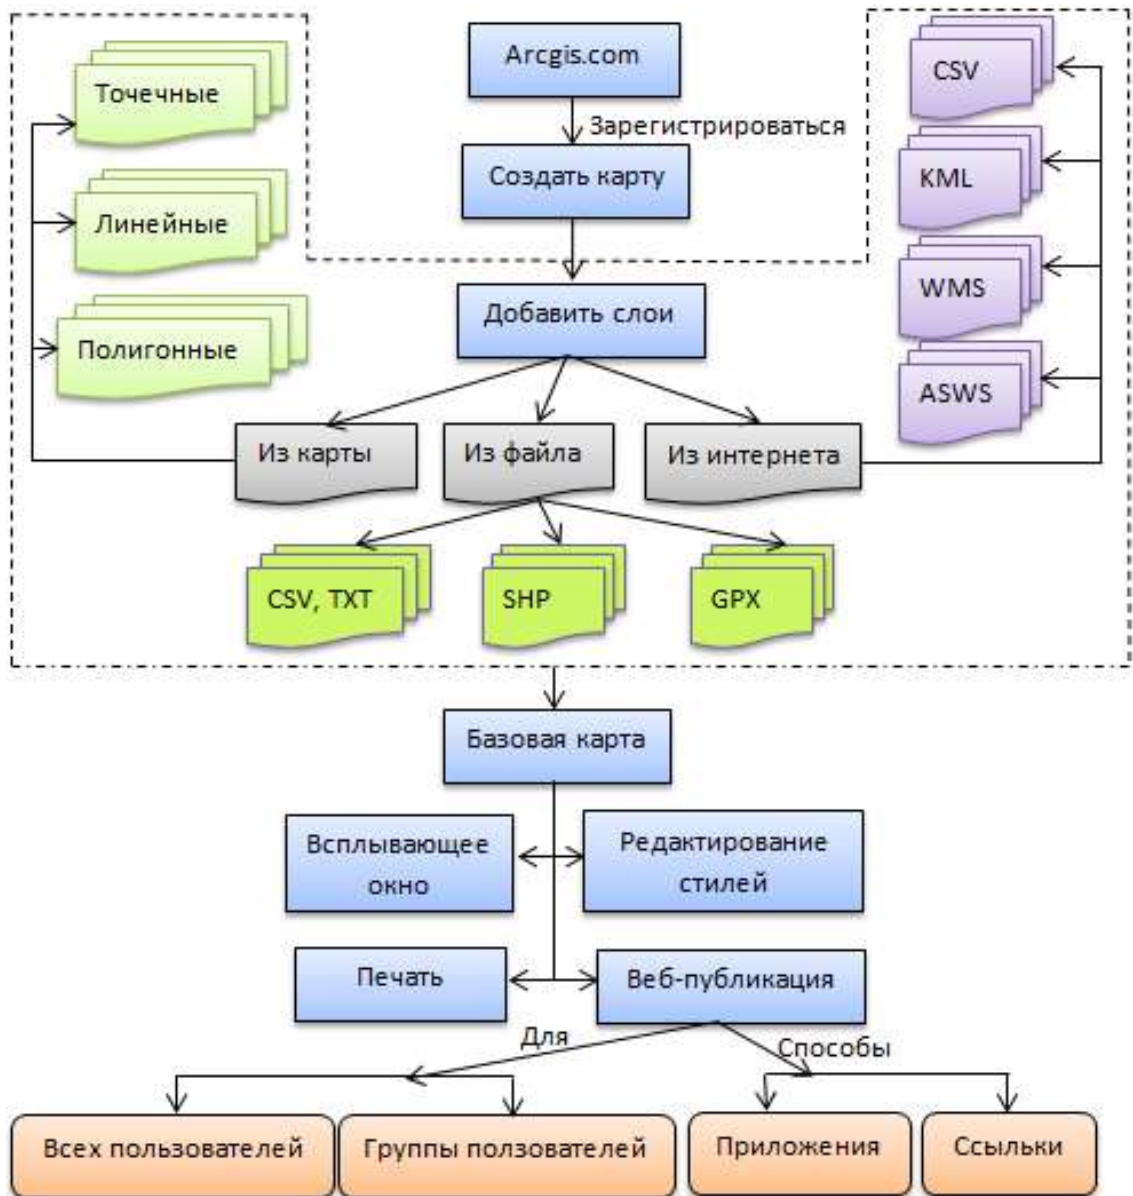 Arcgis.com
Зарегистрироваться
Создать карту
Добавить слои
Точечные
Линейные
Полигонные
CSV
KML
WMS
ASWS
Из карты
Из файла
Из интернета
CSV, TXT
SHP
GPX
Базовая карта
Всплывающее
окно
Редактирование
стилей
Печать
Веб-публикация
Для
Способы
Всех пользователей
Группы ползователей
Приложения
Ссыльки